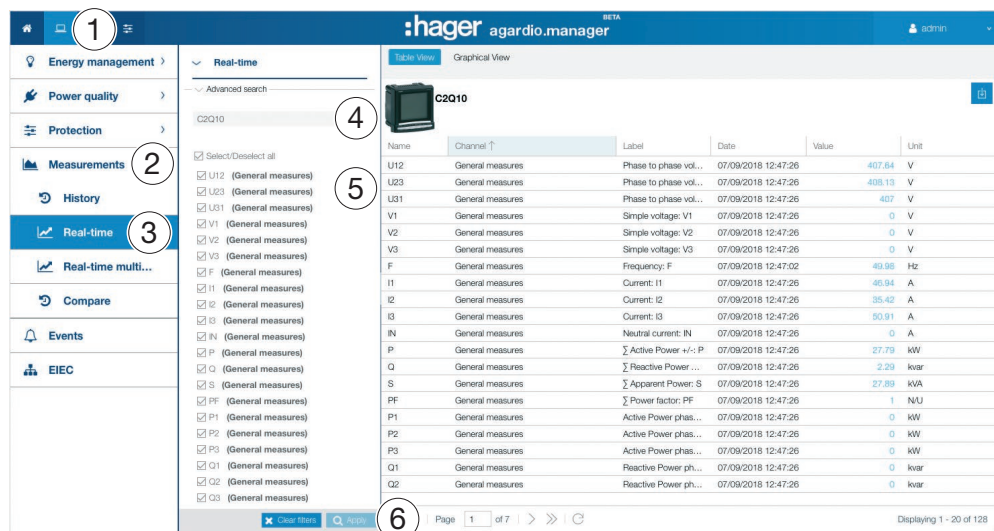 1
:hager agardio.manager BETA
admin
Energy management
Power quality
Protection
Measurements 2
History
Real-time 3
Real-time multi...
Compare
Events
EIEC
Real-time
Advanced search
C2Q10 4
Select/Deselect all
U12 (General measures)
U23 (General measures) 5
U31 (General measures)
V1 (General measures)
V2 (General measures)
V3 (General measures)
F (General measures)
I1 (General measures)
I2 (General measures)
I3 (General measures)
IN (General measures)
P (General measures)
Q (General measures)
S (General measures)
PF (General measures)
P1 (General measures)
P2 (General measures)
P3 (General measures)
Q1 (General measures)
Q2 (General measures)
Q3 (General measures)
Clear filters Apply 6
Table View Graphical View
C2Q10
Name Channel ↑ Label Date Value Unit
U12 General measures Phase to phase vol... 07/09/2018 12:47:26 407.64 V
U23 General measures Phase to phase vol... 07/09/2018 12:47:26 408.13 V
U31 General measures Phase to phase vol... 07/09/2018 12:47:26 407 V
V1 General measures Simple voltage: V1 07/09/2018 12:47:26 0 V
V2 General measures Simple voltage: V2 07/09/2018 12:47:26 0 V
V3 General measures Simple voltage: V3 07/09/2018 12:47:26 0 V
F General measures Frequency: F 07/09/2018 12:47:02 49.98 Hz
I1 General measures Current: I1 07/09/2018 12:47:26 46.94 A
I2 General measures Current: I2 07/09/2018 12:47:26 35.42 A
I3 General measures Current: I3 07/09/2018 12:47:26 50.91 A
IN General measures Neutral current: IN 07/09/2018 12:47:26 0 A
P General measures ∑ Active Power +/-: P 07/09/2018 12:47:26 27.79 kW
Q General measures ∑ Reactive Power ... 07/09/2018 12:47:26 2.29 kvar
S General measures ∑ Apparent Power: S 07/09/2018 12:47:26 27.89 kVA
PF General measures ∑ Power factor: PF 07/09/2018 12:47:26 1 N/U
P1 General measures Active Power phas... 07/09/2018 12:47:26 0 kW
P2 General measures Active Power phas... 07/09/2018 12:47:26 0 kW
P3 General measures Active Power phas... 07/09/2018 12:47:26 0 kW
Q1 General measures Reactive Power ph... 07/09/2018 12:47:26 0 kvar
Q2 General measures Reactive Power ph... 07/09/2018 12:47:26 0 kvar
Page 1 of 7 Displaying 1 - 20 of 128